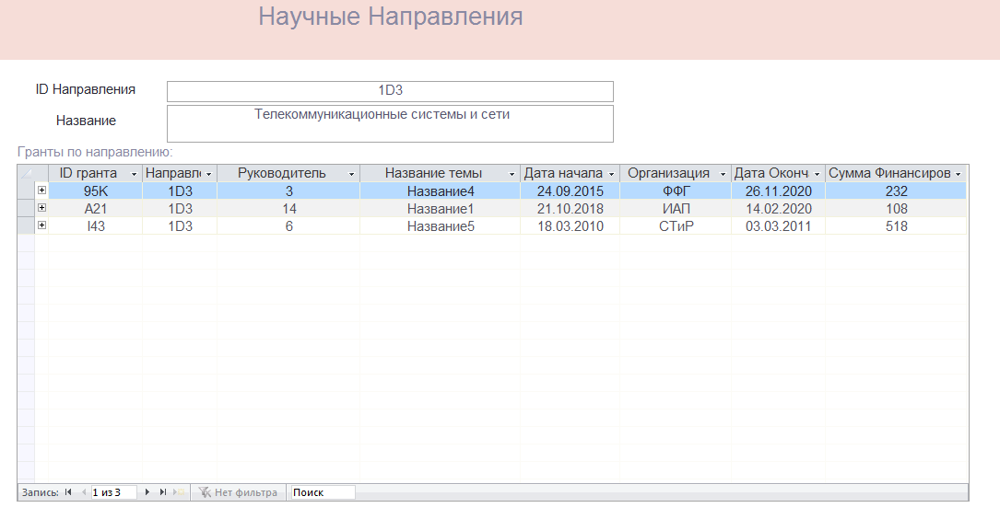 Научные Направления
ID Направления 1D3
Название Телекоммуникационные системы и сети
Гранты по направлению:
ID гранта Направле Руководитель Название темы Дата начала Организация Дата Оконч Сумма Финансиров
95K 1D3 3 Название4 24.09.2015 ФФГ 26.11.2020 232
A21 1D3 14 Название1 21.10.2018 ИАП 14.02.2020 108
I43 1D3 6 Название5 18.03.2010 СТиР 03.03.2011 518
Запись: 1 из 3 Нет фильтра Поиск